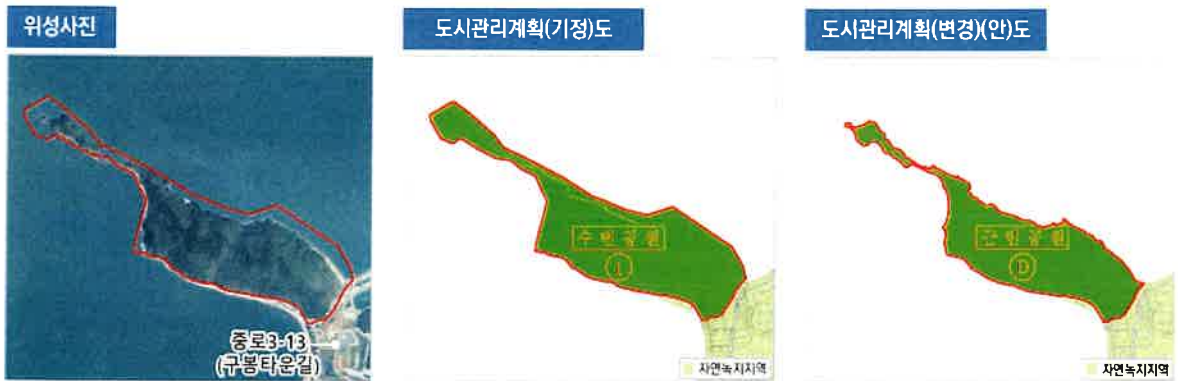 위성사진
도시관리계획(기정)도
도시관리계획(변경)(안)도
중로3-13
(구봉타운길)
수변공원
1
자연녹지지역
근린공원
D
자연녹지지역